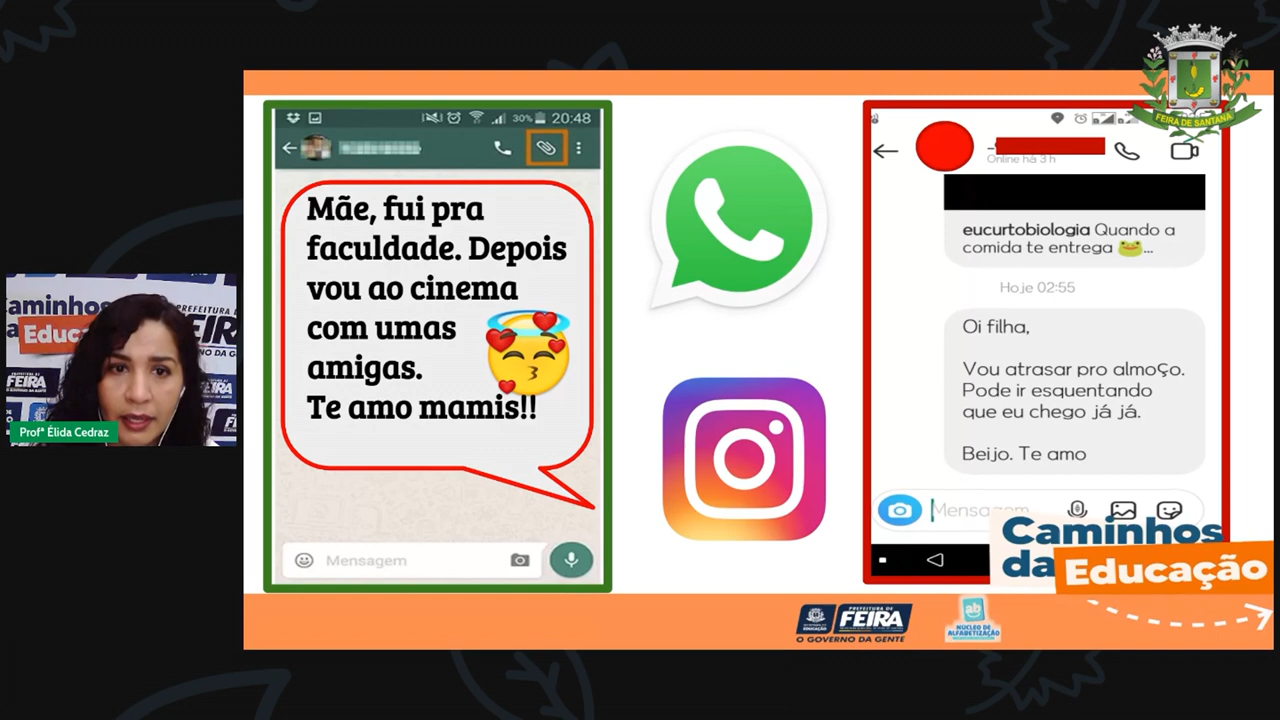 FEIRA DE SANTANA
30% 20:48
Mãe, fui pra
faculdade. Depois
vou ao cinema
com umas
amigas.
Te amo mamis!!
Mensagem
Online há 3 h
eucurtobiologia Quando a
comida te entrega 🐸...
Hoje 02:55
Oi filha,
Vou atrasar pro almoÇo.
Pode ir esquentando
que eu chego já já.
Beijo. Te amo
Mensagem
Caminhos
da Educação
PREFEITURA DE
FEIRA
O GOVERNO DA GENTE
ab
NÚCLEO DE
ALFABETIZAÇÃO
Caminhos
Educa
FEIRA
Profª Élida Cedraz